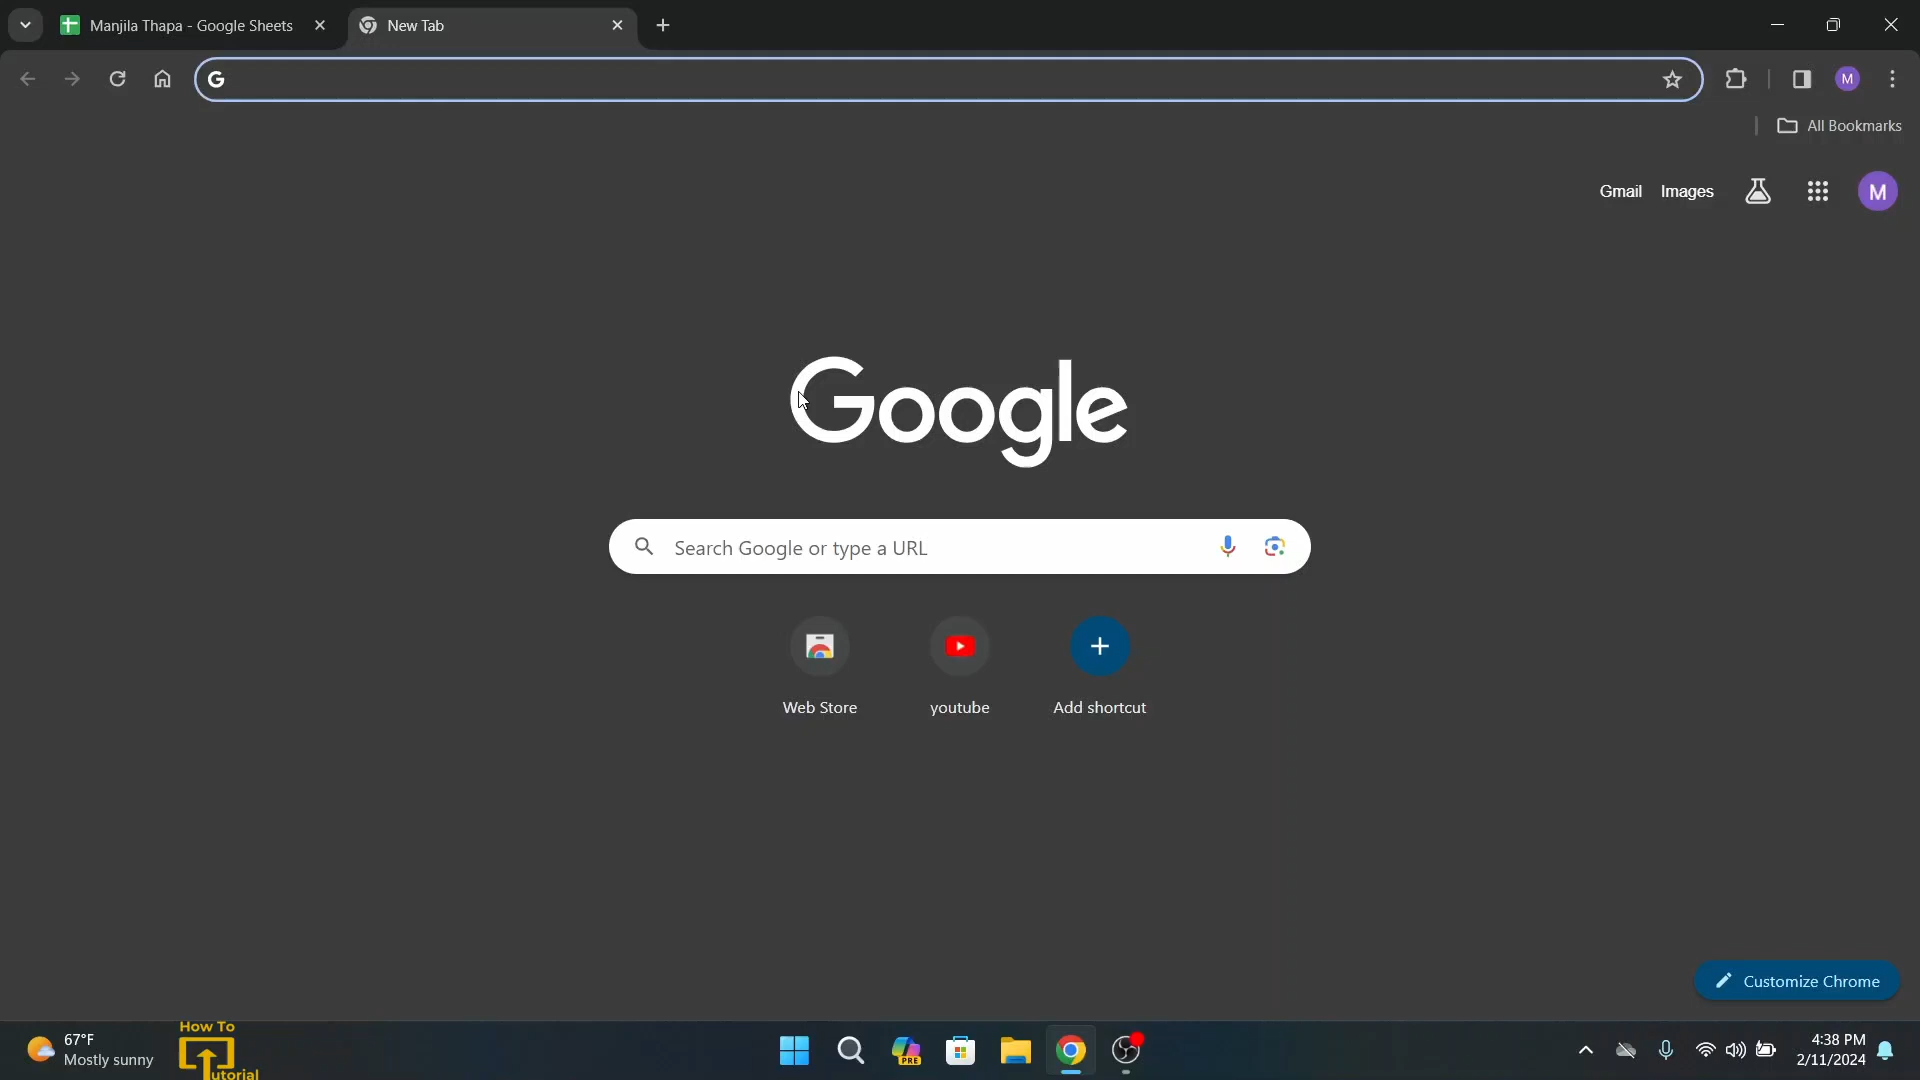 Manjila Thapa - Google Sheets
New Tab
G
All Bookmarks
M
Gmail
Images
M
Google
Search Google or type a URL
Web Store
youtube
Add shortcut
Customize Chrome
67°F
Mostly sunny
How To
utorial
PRE
4:38 PM
2/11/2024